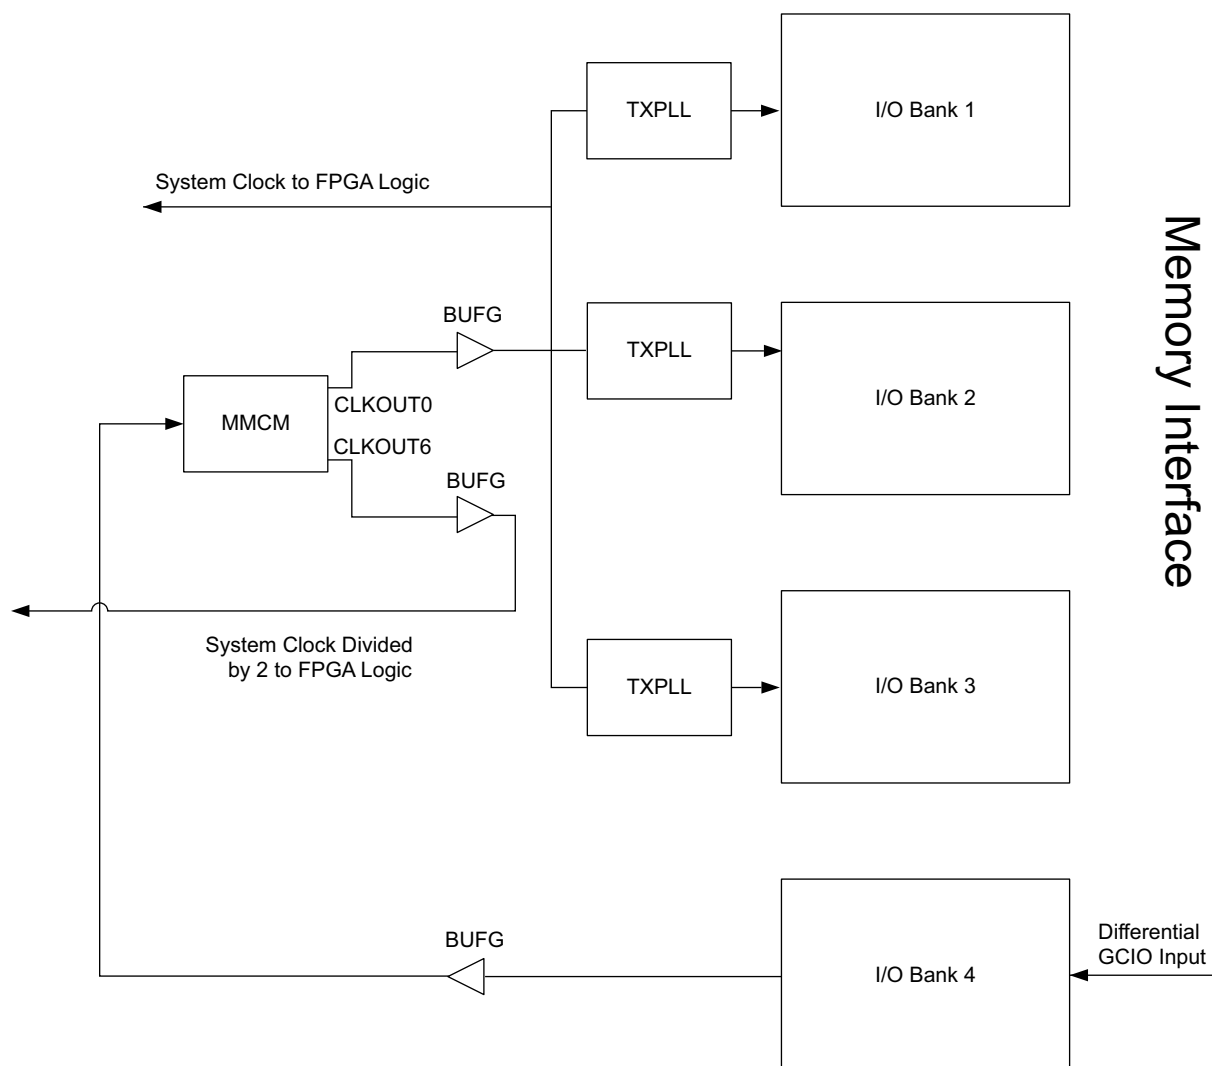 TXPLL
I/O Bank 1
System Clock to FPGA Logic
BUFG
TXPLL
I/O Bank 2
MMCM
CLKOUT0
CLKOUT6
BUFG
System Clock Divided
by 2 to FPGA Logic
TXPLL
I/O Bank 3
Memory Interface
BUFG
I/O Bank 4
Differential
GCIO Input